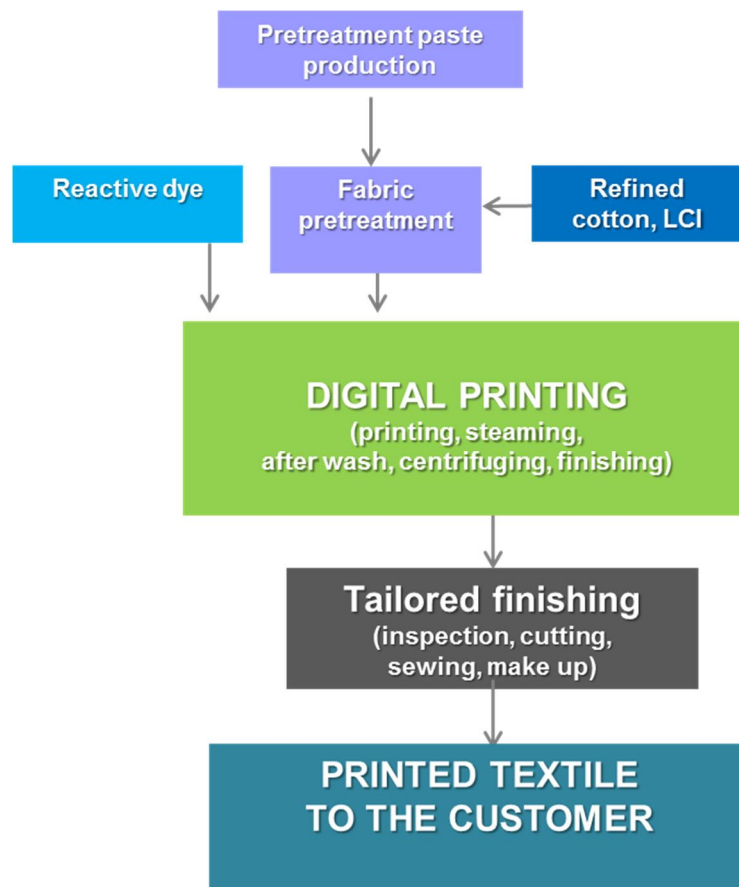 Pretreatment paste
production
Reactive dye
Fabric
pretreatment
Refined
cotton, LCI
DIGITAL PRINTING
(printing, steaming,
after wash, centrifuging, finishing)
Tailored finishing
(inspection, cutting,
sewing, make up)
PRINTED TEXTILE
TO THE CUSTOMER